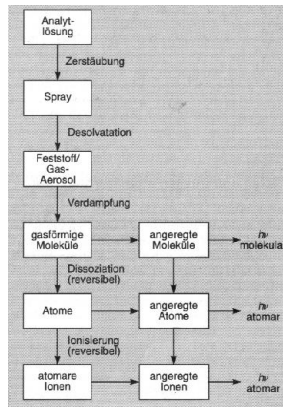 Analyt-
lösung
Zerstäubung
Spray
Desolvatation
Feststoff/
Gas-
Aerosol
Verdampfung
gasförmige
Moleküle
angeregte
Moleküle
hν
molekula
Dissoziation
(reversibel)
Atome
angeregte
Atome
hν
atomar
Ionisierung
(reversibel)
atomare
Ionen
angeregte
Ionen
hν
atomar